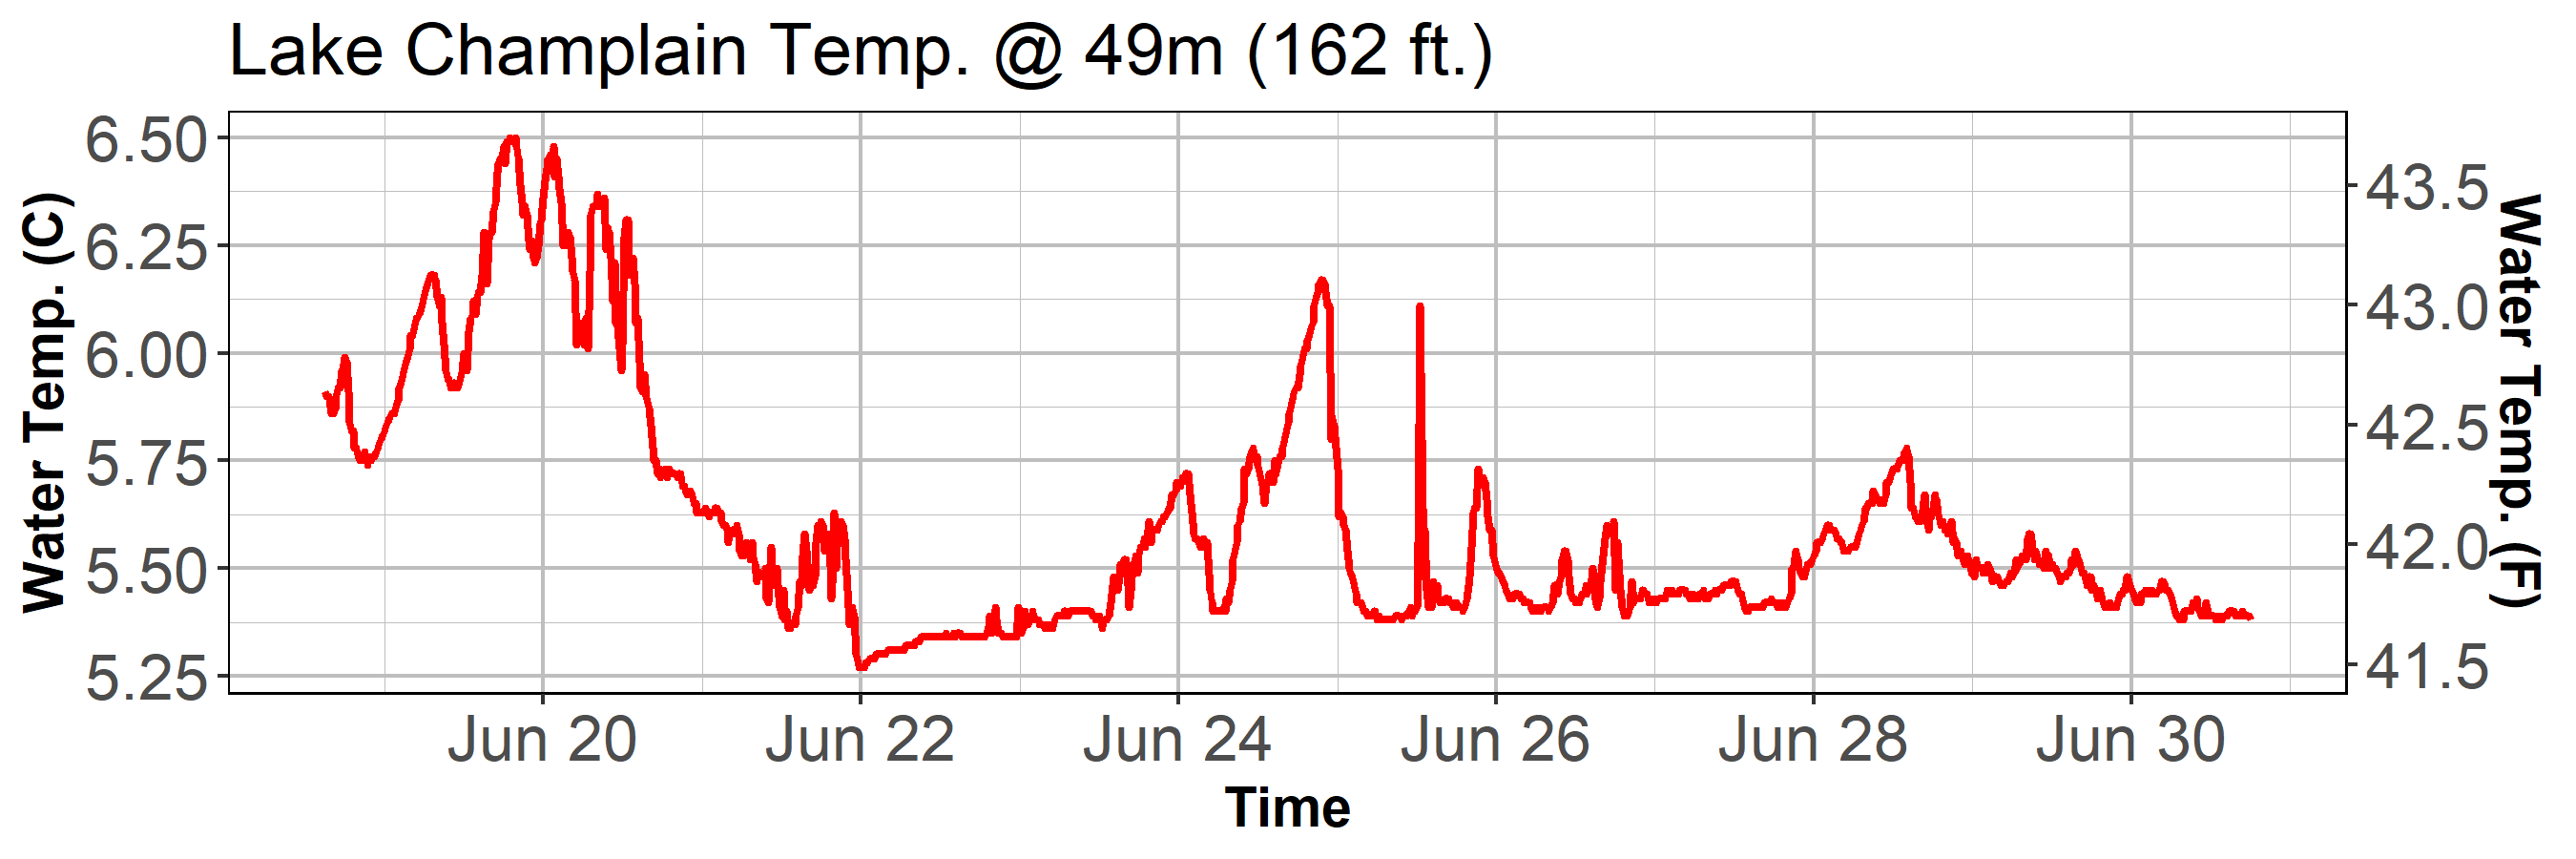 Lake Champlain Temp. @ 49m (162 ft.)
Water Temp. (C)
6.50
6.25
6.00
5.75
5.50
5.25
43.5
43.0
42.5
42.0
41.5
Water Temp. (F)
Jun 20
Jun 22
Jun 24
Jun 26
Jun 28
Jun 30
Time